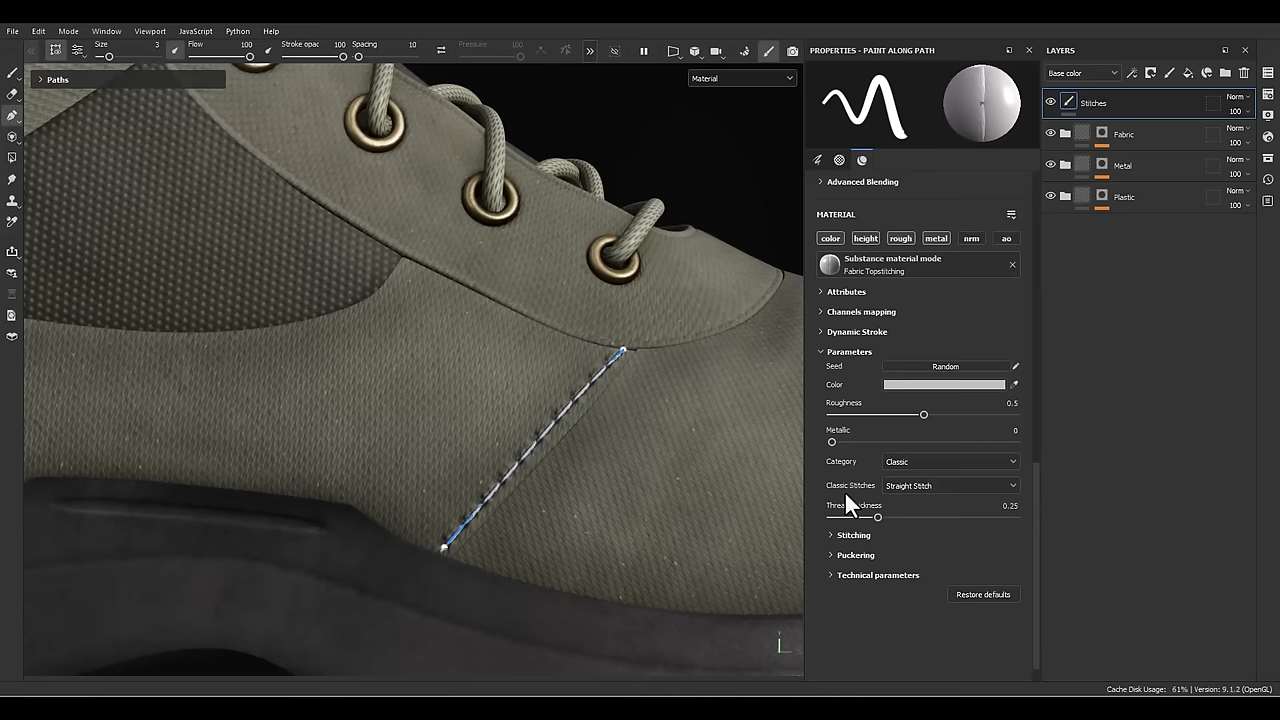 File Edit Mode Window Viewport JavaScript Python Help
Size 3 Flow 100 Stroke opac 100 Spacing 10 Pressure 100
Paths
Material
PROPERTIES - PAINT ALONG PATH
Advanced Blending
MATERIAL
color height rough metal nrm ao
Substance material mode
Fabric Topstitching
Attributes
Channels mapping
Dynamic Stroke
Parameters
Seed Random
Color
Roughness 0.5
Metallic 0
Category Classic
Classic Stitches Straight Stitch
0.25
Stitching
Puckering
Technical parameters
Restore defaults
LAYERS
Base color
Stitches Norm
100
Fabric Norm
100
Metal Norm
100
Plastic Norm
100
Cache Disk Usage: 61% | Version: 9.1.2 (OpenGL)